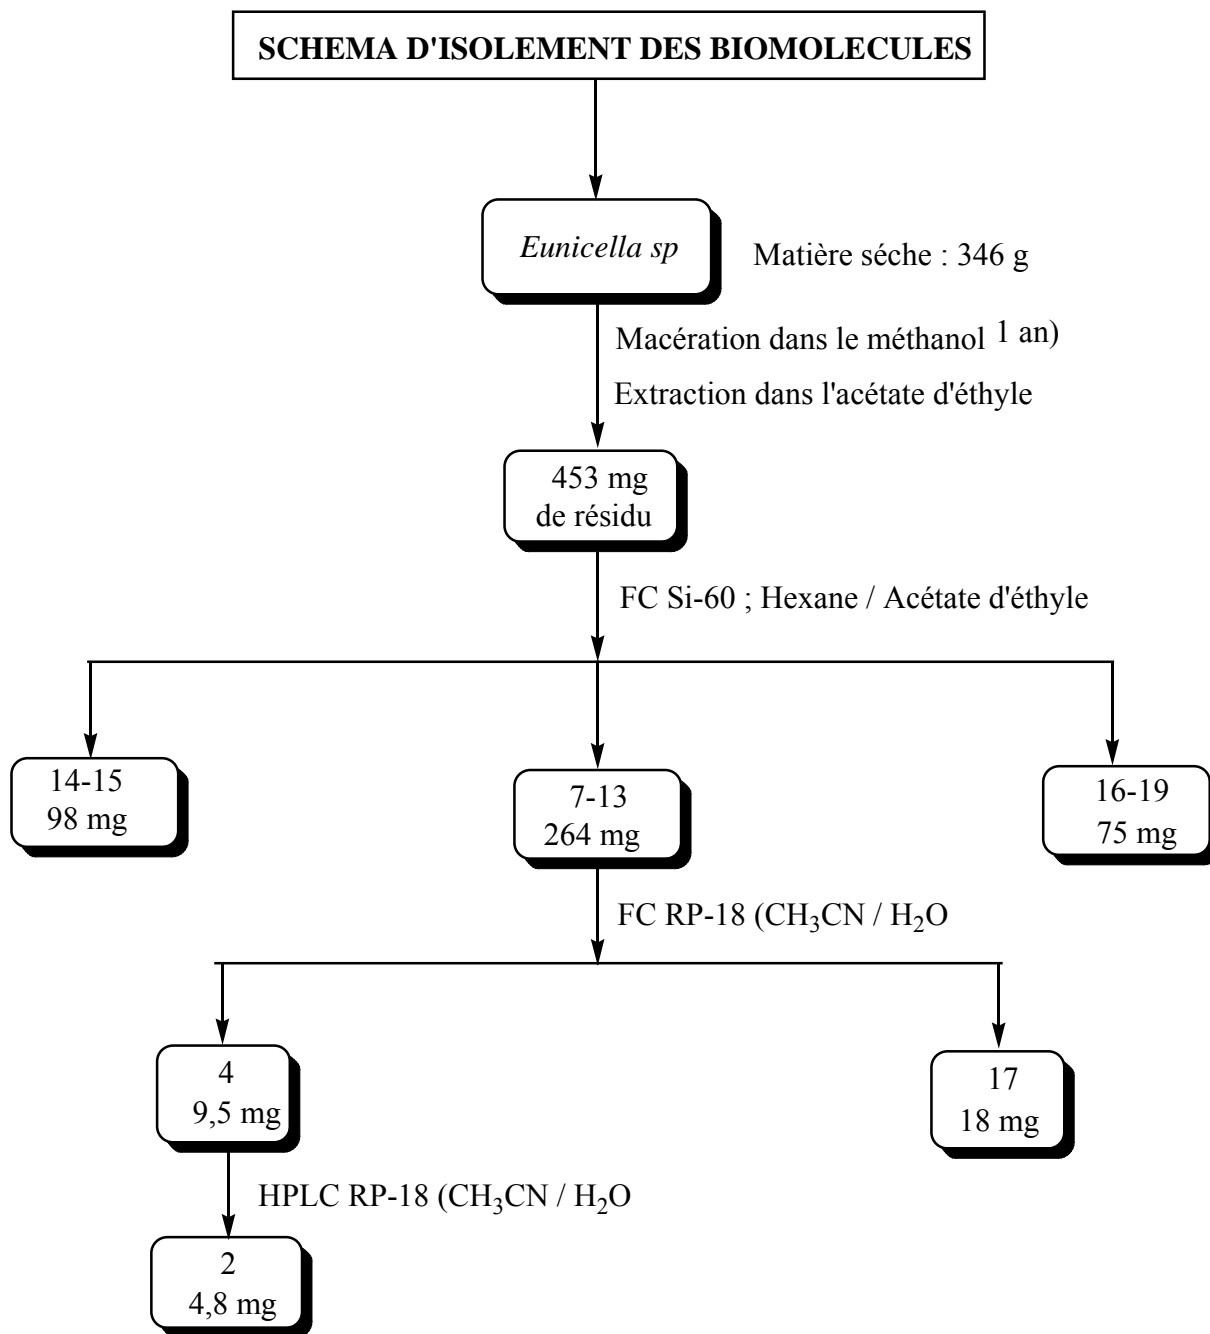 SCHEMA D'ISOLEMENT DES BIOMOLECULES
Eunicella sp
Matière séche : 346 g
Macération dans le méthanol 1 an)
Extraction dans l'acétate d'éthyle
453 mg
de résidu
FC Si-60 ; Hexane / Acétate d'éthyle
14-15
98 mg
7-13
264 mg
16-19
75 mg
FC RP-18 (CH₃CN / H₂O
4
9,5 mg
17
18 mg
HPLC RP-18 (CH₃CN / H₂O
2
4,8 mg